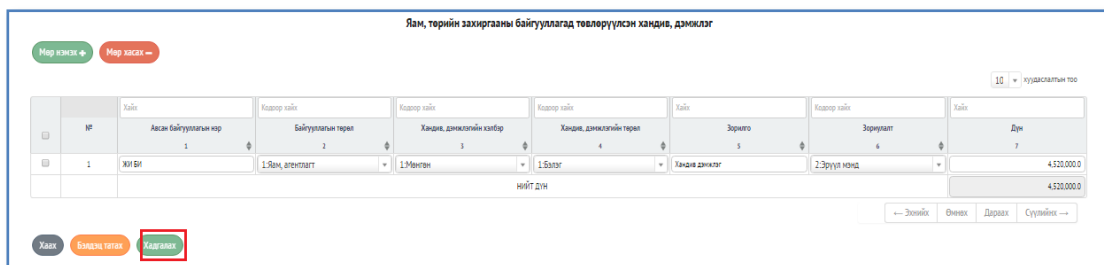 Яам, төрийн захиргааны байгууллагад төвлөрүүлсэн хандив, дэмжлэг
Мөр нэмэх + Мөр хасах −
10 хуудаслалтын тоо
Хайх Кодоор хайх Кодоор хайх Кодоор хайх Хайх Кодоор хайх Хайх
№ Авсан байгууллагын нэр Байгууллагын төрөл Хандив, дэмжлэгийн хэлбэр Хандив, дэмжлэгийн төрөл Зорилго Зориулалт Дүн
1 2 3 4 5 6 7
1 ЖИ БИ 1:Яам, агентлагт 1:Мөнгөн 1:Бэлэг Хандив дэмжлэг 2:Эрүүл мэнд 4,520,000.0
НИЙТ ДҮН 4,520,000.0
← Эхнийх Өмнөх Дараах Сүүлийнх →
Хаах Бэлдэц татах Хадгалах